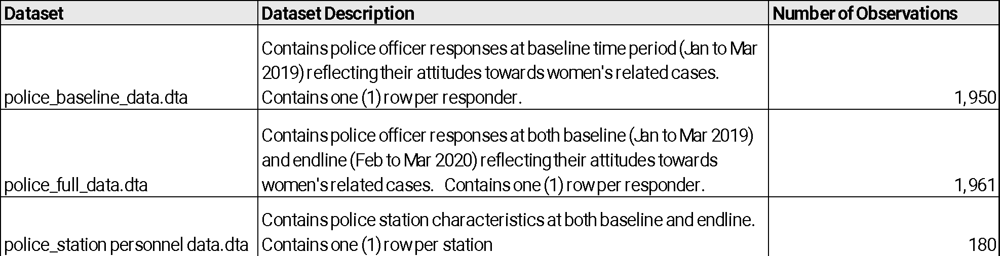 Dataset
Dataset Description
Number of Observations
police_baseline_data.dta
Contains police officer responses at baseline time period (Jan to Mar
2019) reflecting their attitudes towards women's related cases.
Contains one (1) row per responder.
1,950
police_full_data.dta
Contains police officer responses at both baseline (Jan to Mar 2019)
and endline (Feb to Mar 2020) reflecting their attitudes towards
women's related cases. Contains one (1) row per responder.
1,961
police_station personnel data.dta
Contains police station characteristics at both baseline and endline.
Contains one (1) row per station
180